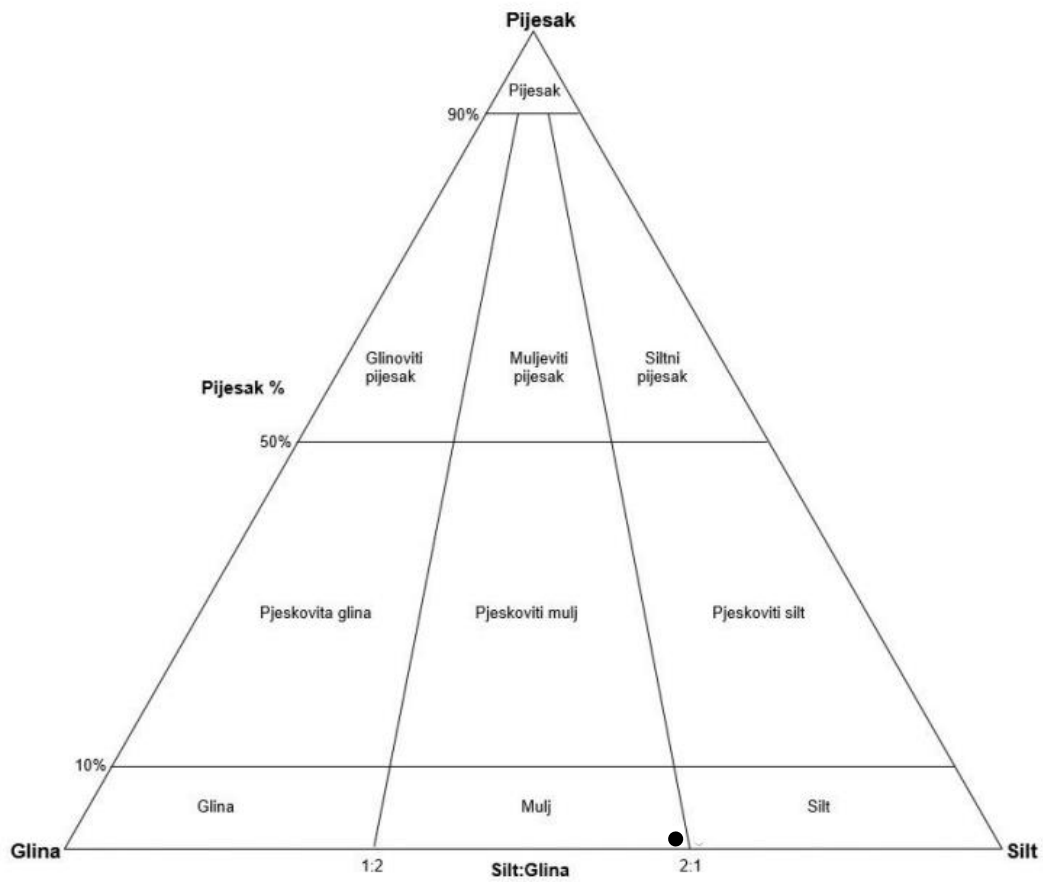 Pijesak
Pijesak
90%
Glinoviti
pijesak
Muljeviti
pijesak
Siltni
pijesak
Pijesak %
50%
Pjeskovita glina
Pjeskoviti mulj
Pjeskoviti silt
10%
Glina
Mulj
Silt
Glina
1:2
Silt:Glina
2:1
Silt